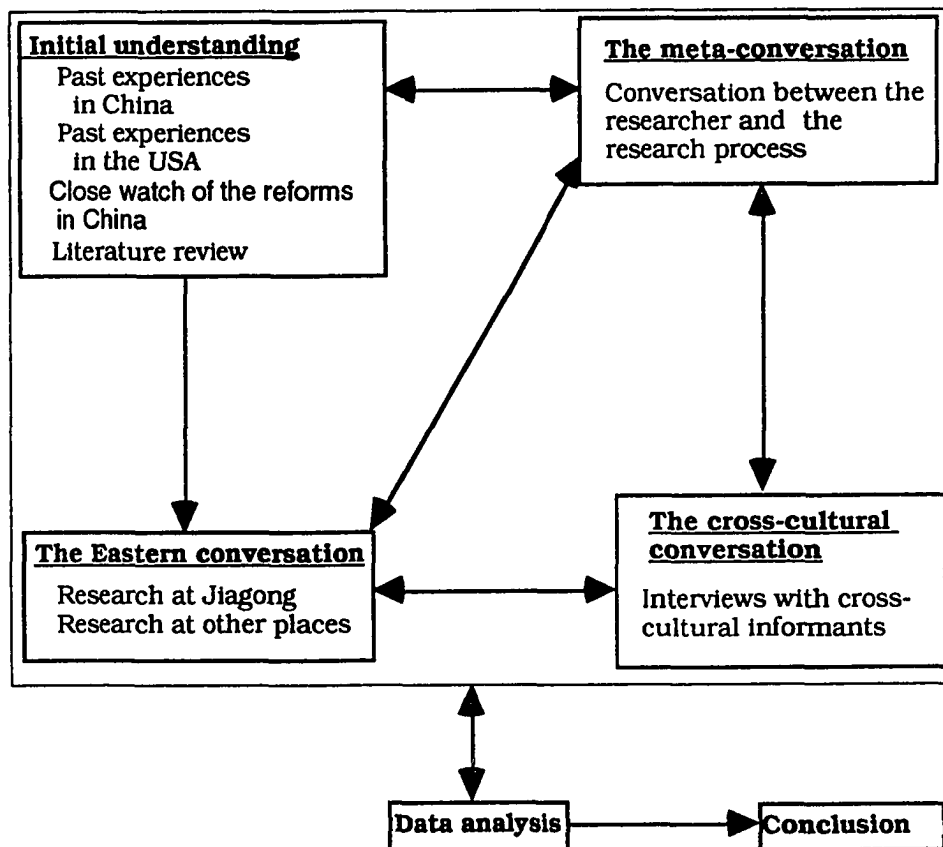 Initial understanding
Past experiences
in China
Past experiences
in the USA
Close watch of the reforms
in China
Literature review
The meta-conversation
Conversation between the
researcher and the
research process
The Eastern conversation
Research at Jiagong
Research at other places
The cross-cultural
conversation
Interviews with cross-
cultural informants
Data analysis
Conclusion